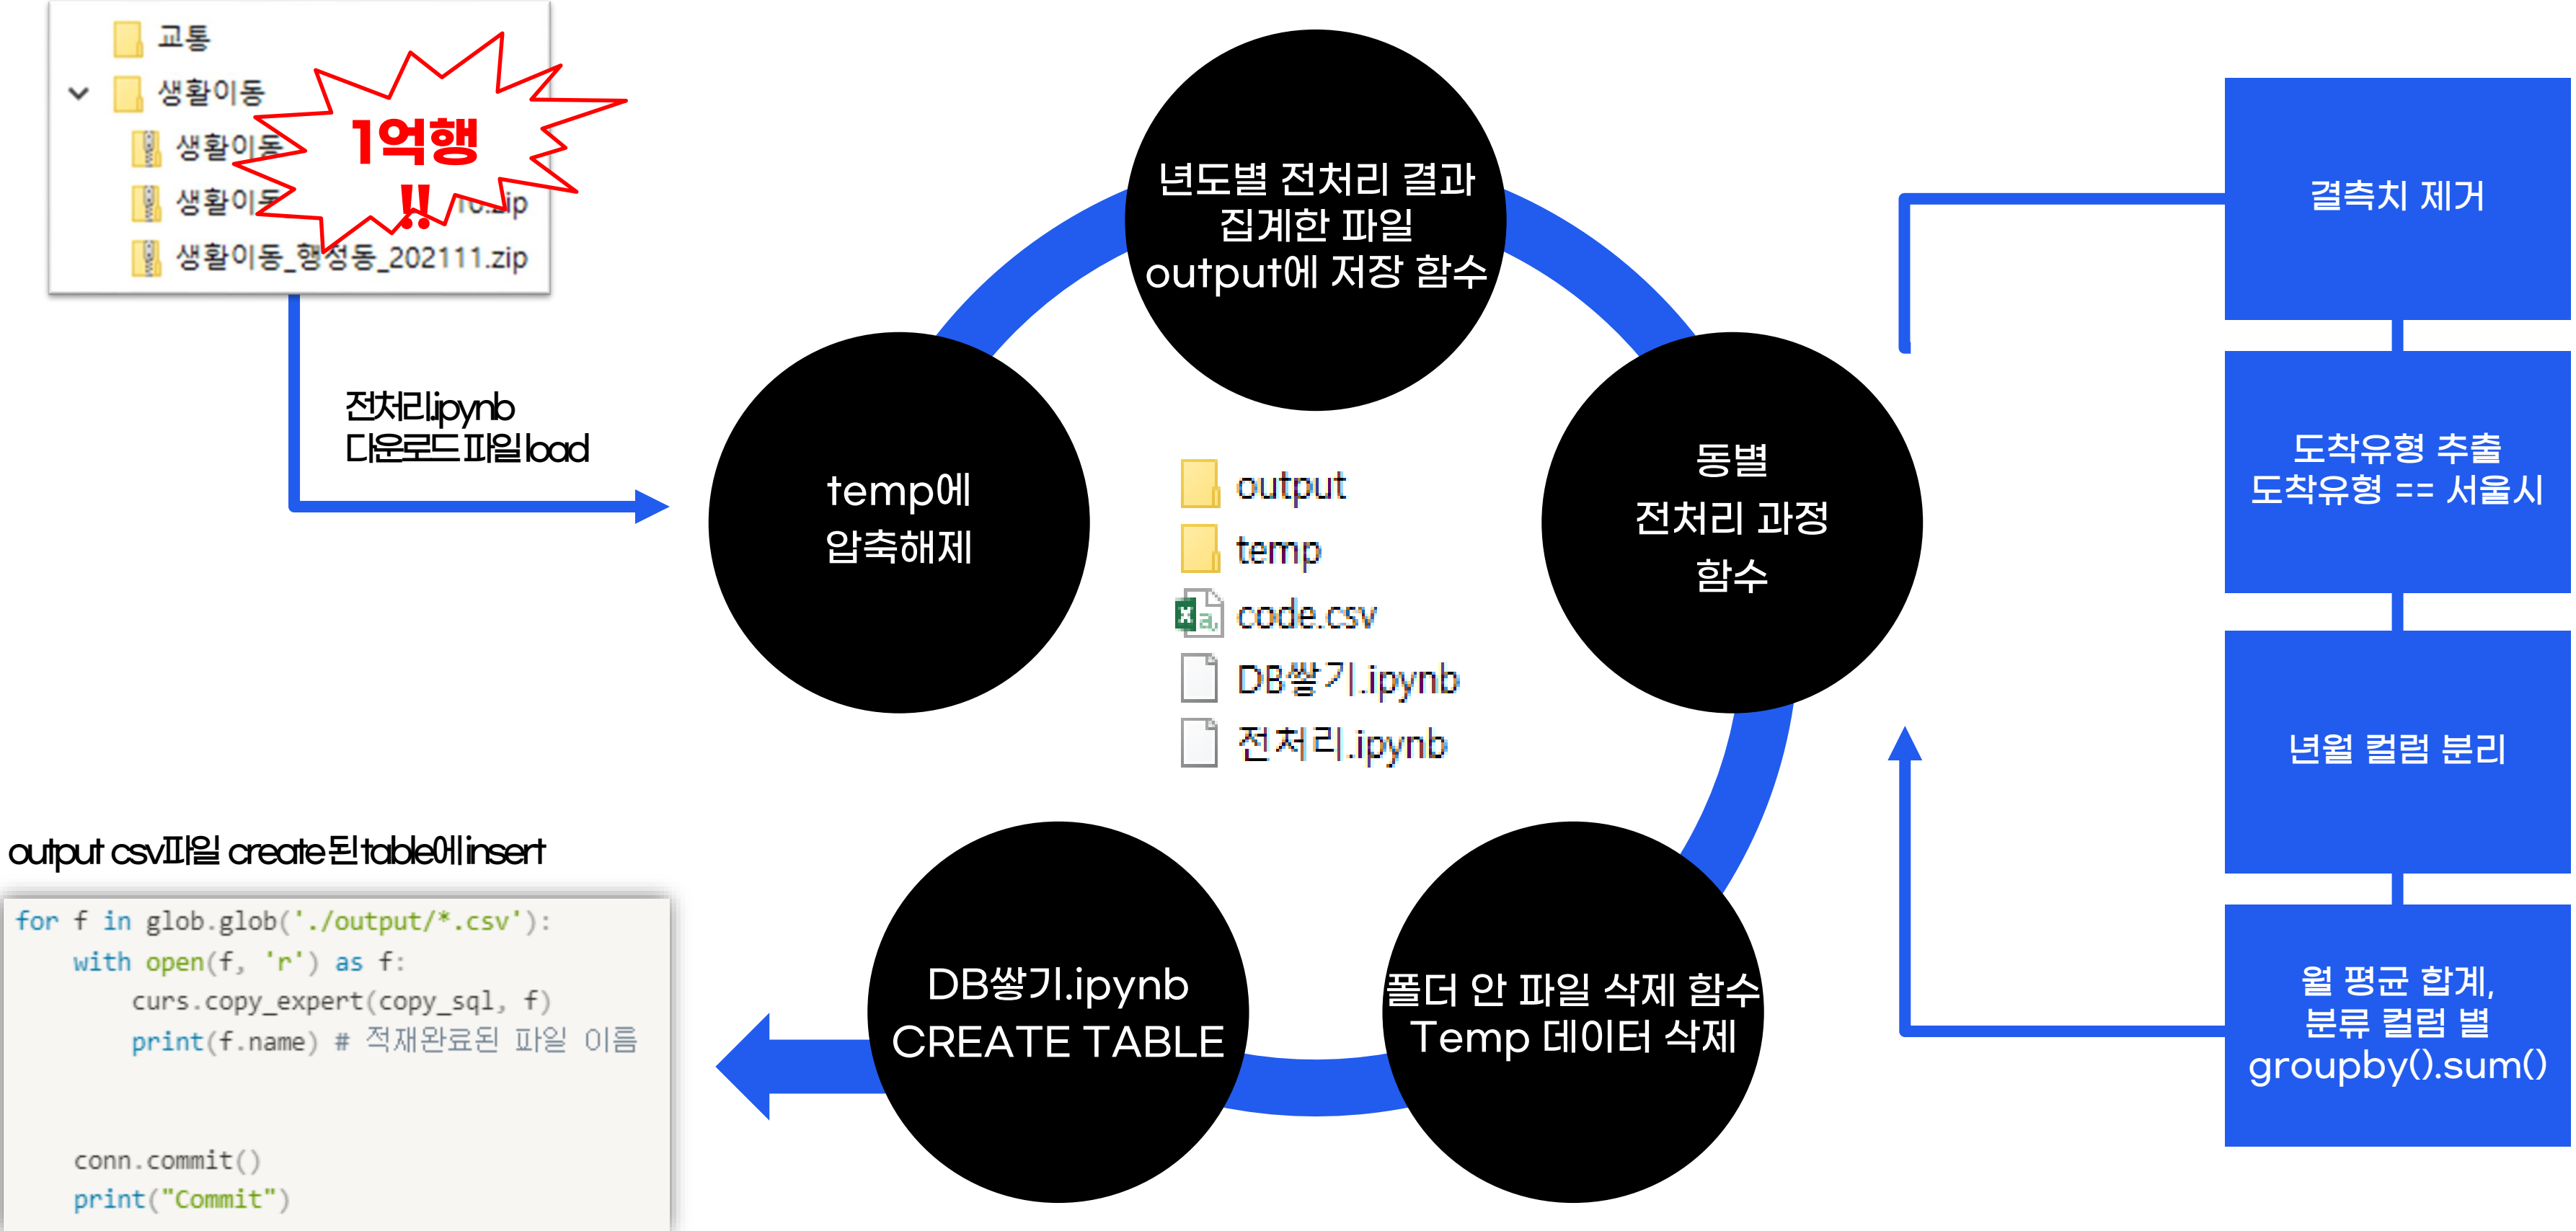 교통
생활이동
생활이동
생활이동
10.zip
생활이동_행정동_202111.zip
1억행
!!
전처리.ipynb
다운로드 파일 load
temp에
압축해제
년도별 전처리 결과
집계한 파일
output에 저장 함수
동별
전처리 과정
함수
output
temp
code.csv
DB쌓기.ipynb
전처리.ipynb
폴더 안 파일 삭제 함수
Temp 데이터 삭제
DB쌓기.ipynb
CREATE TABLE
결측치 제거
도착유형 추출
도착유형 == 서울시
년월 컬럼 분리
월 평균 합계,
분류 컬럼 별
groupby().sum()
output csv파일 create 된 table에 insert
for f in glob.glob('./output/*.csv'):
with open(f, 'r') as f:
curs.copy_expert(copy_sql, f)
print(f.name) # 적재완료된 파일 이름
conn.commit()
print("Commit")